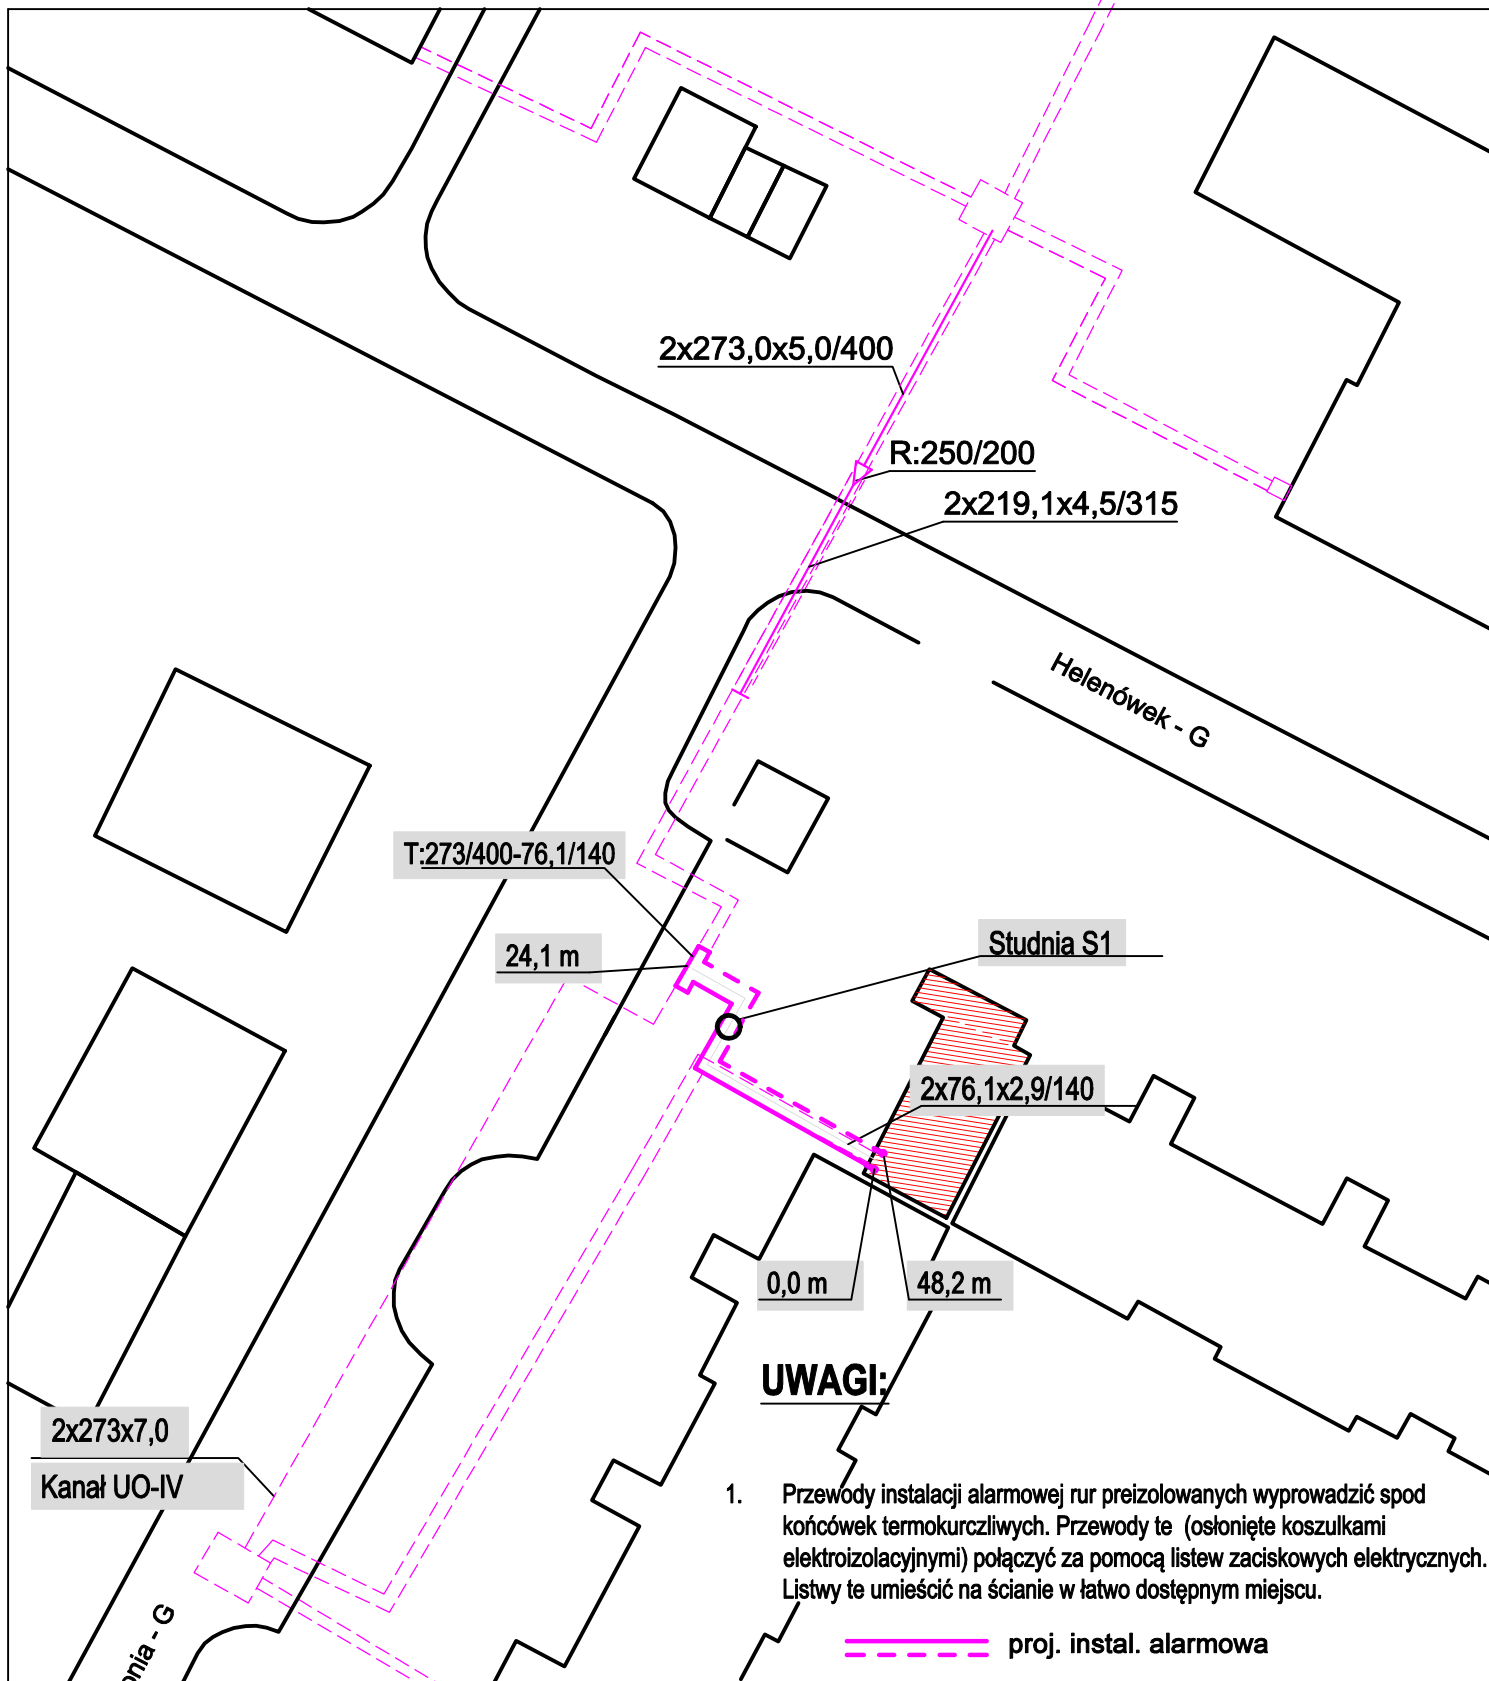 2x273,0x5,0/400
R:250/200
2x219,1x4,5/315
Helenówek - G
T:273/400-76,1/140
24,1 m
Studnia S1
2x76,1x2,9/140
0,0 m
48,2 m
UWAGI:
2x273x7,0
Kanał UO-IV
1. Przewody instalacji alarmowej rur preizolowanych wyprowadzić spod
końcówek termokurczliwych. Przewody te (osłonięte koszulkami
elektroizolacyjnymi) połączyć za pomocą listew zaciskowych elektrycznych.
Listwy te umieścić na ścianie w łatwo dostępnym miejscu.
onia - G
proj. instal. alarmowa